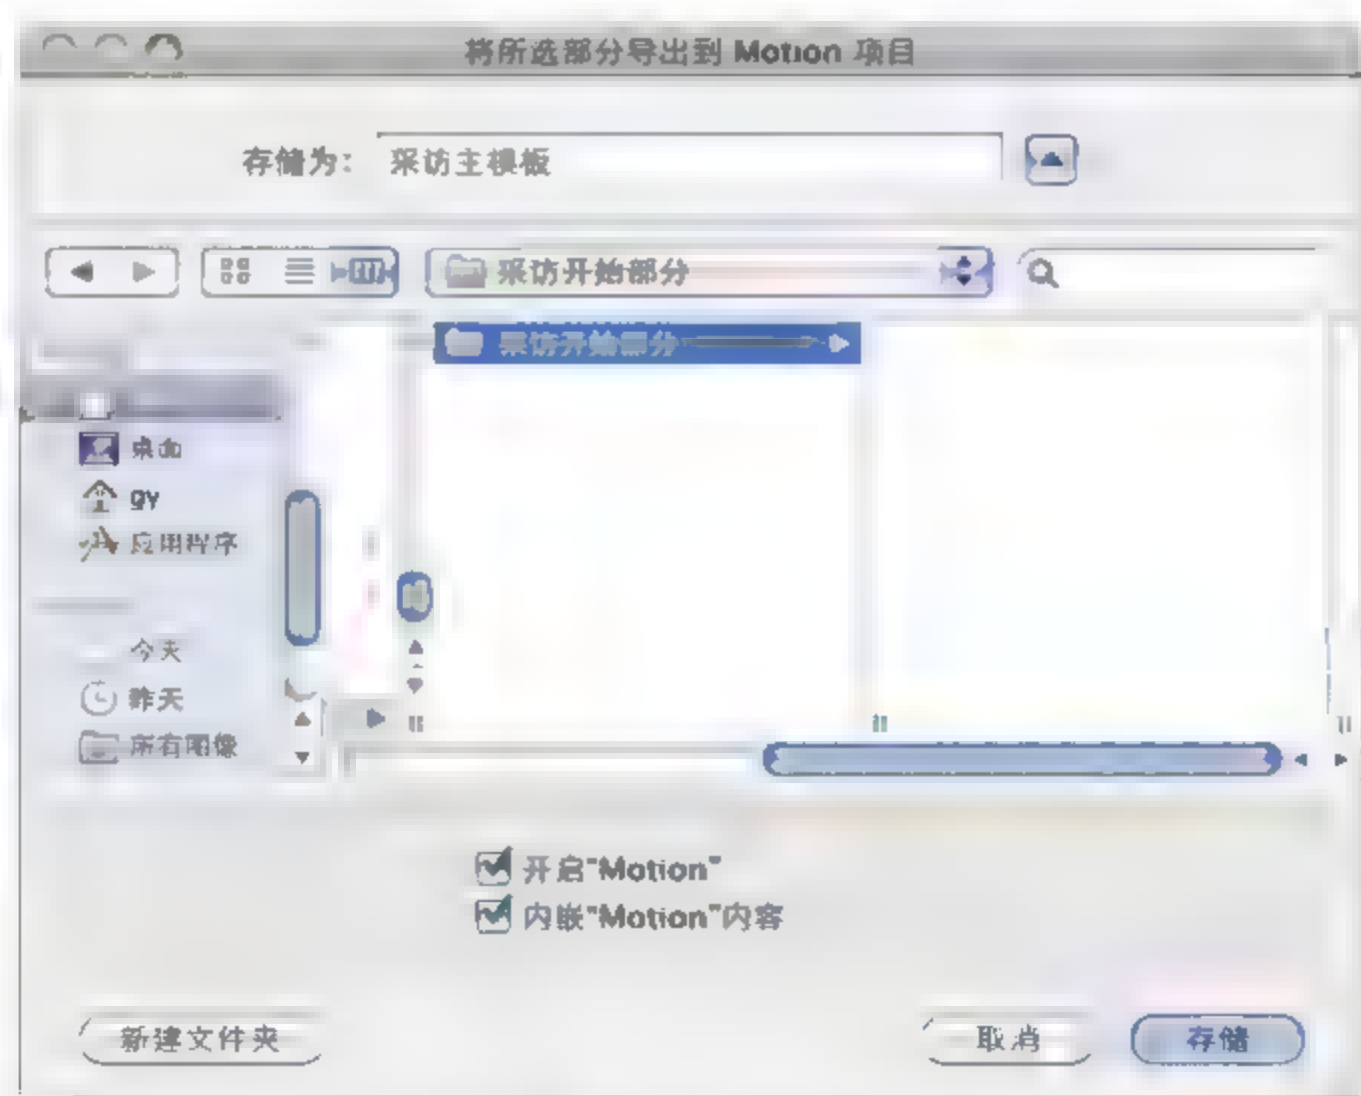 将所选部分导出到 Motion 项目
存储为： 采访主模板
采访开始部分
采访开始部分
桌面
gy
应用程序
今天
昨天
所有图像
开启"Motion"
内嵌"Motion"内容
新建文件夹
取消
存储